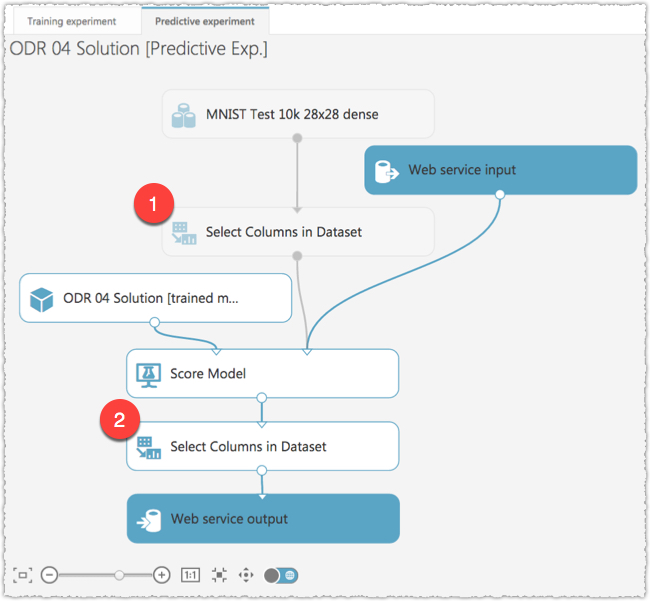 Training experiment
Predictive experiment
ODR 04 Solution [Predictive Exp.]
MNIST Test 10k 28x28 dense
Web service input
1
Select Columns in Dataset
ODR 04 Solution [trained m...
Score Model
2
Select Columns in Dataset
Web service output
1:1